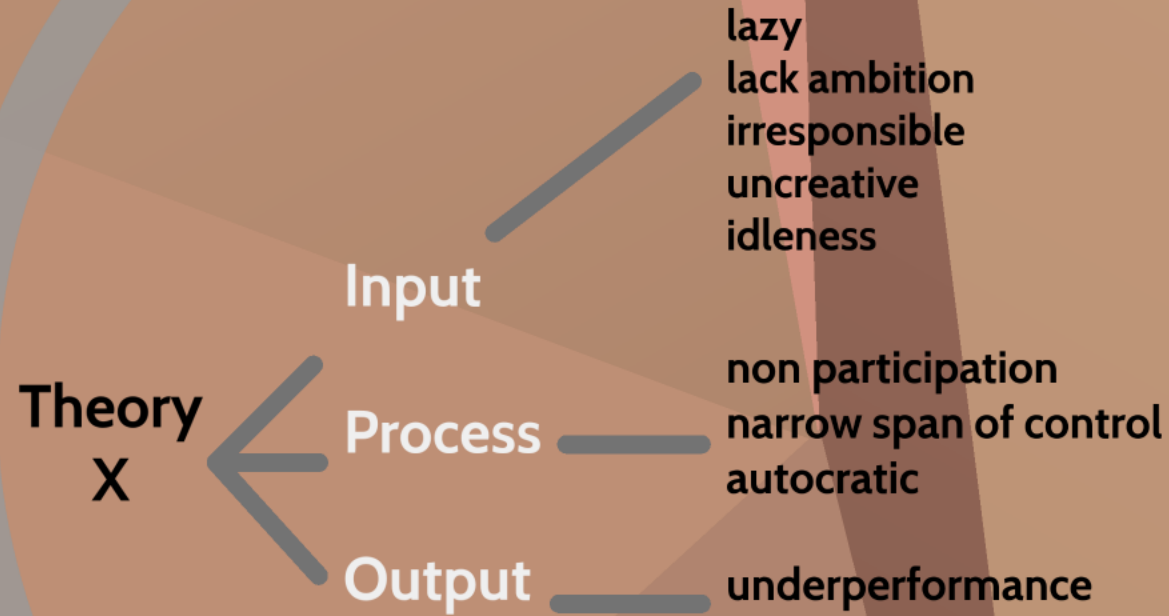 Theory
X
Input
lazy
lack ambition
irresponsible
uncreative
idleness
Process
non participation
narrow span of control
autocratic
Output
underperformance